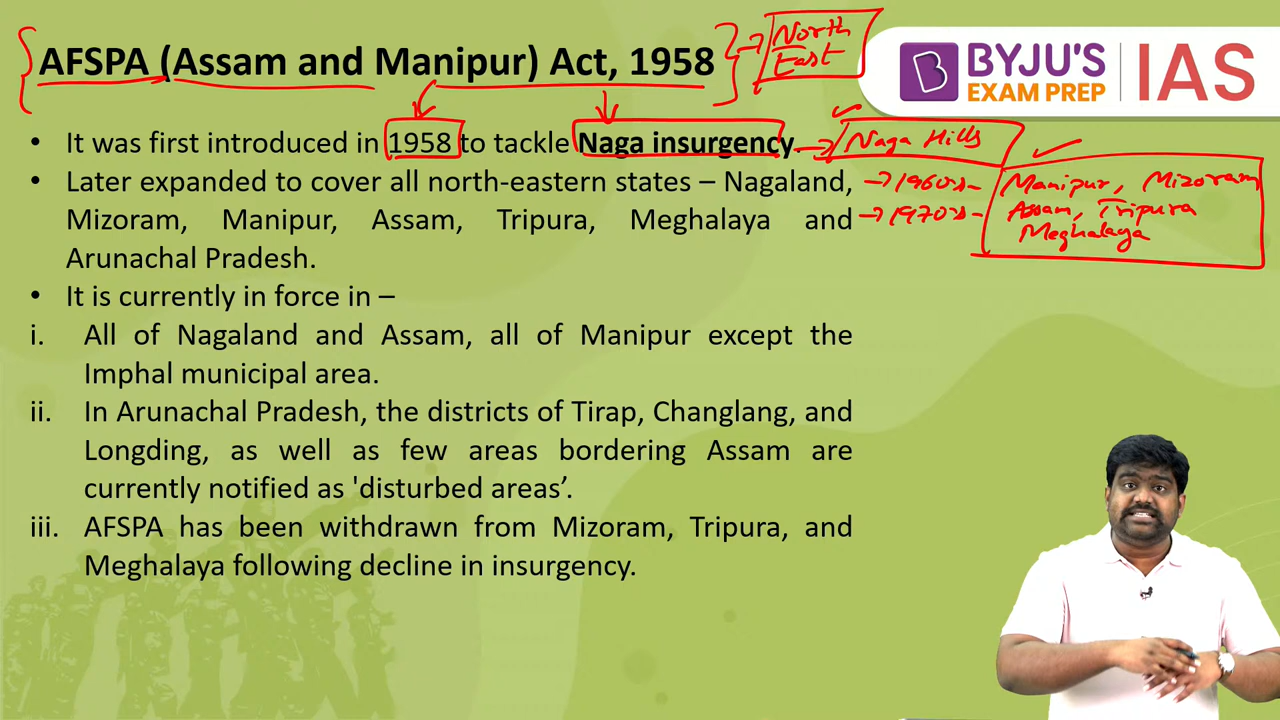 AFSPA (Assam and Manipur) Act, 1958
→ North
East
BYJU'S
EXAM PREP
IAS
• It was first introduced in 1958 to tackle Naga insurgency.
→ Naga Hills
• Later expanded to cover all north-eastern states – Nagaland,
Mizoram, Manipur, Assam, Tripura, Meghalaya and
Arunachal Pradesh.
→ 1960s – Manipur, Mizoram
→ 1970s – Assam, Tripura
Meghalaya
• It is currently in force in –
i. All of Nagaland and Assam, all of Manipur except the
Imphal municipal area.
ii. In Arunachal Pradesh, the districts of Tirap, Changlang, and
Longding, as well as few areas bordering Assam are
currently notified as 'disturbed areas’.
iii. AFSPA has been withdrawn from Mizoram, Tripura, and
Meghalaya following decline in insurgency.